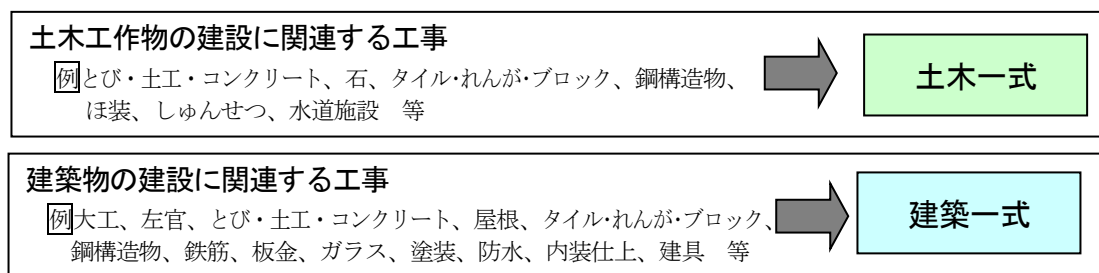 土木工作物の建設に関連する工事
例とび・土工・コンクリート、石、タイル・れんが・ブロック、鋼構造物、
ほ装、しゅんせつ、水道施設　等
土木一式
建築物の建設に関連する工事
例大工、左官、とび・土工・コンクリート、屋根、タイル・れんが・ブロック、
鋼構造物、鉄筋、板金、ガラス、塗装、防水、内装仕上、建具　等
建築一式